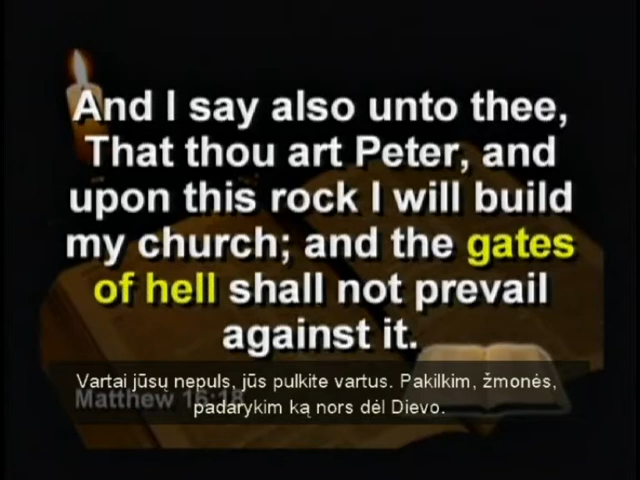 And I say also unto thee,
That thou art Peter, and
upon this rock I will build
my church; and the gates
of hell shall not prevail
against it.
Vartai jūsų nepuls, jūs pulkite vartus. Pakilkim, žmonės,
padarykim ką nors dėl Dievo.
Matthew 16:18